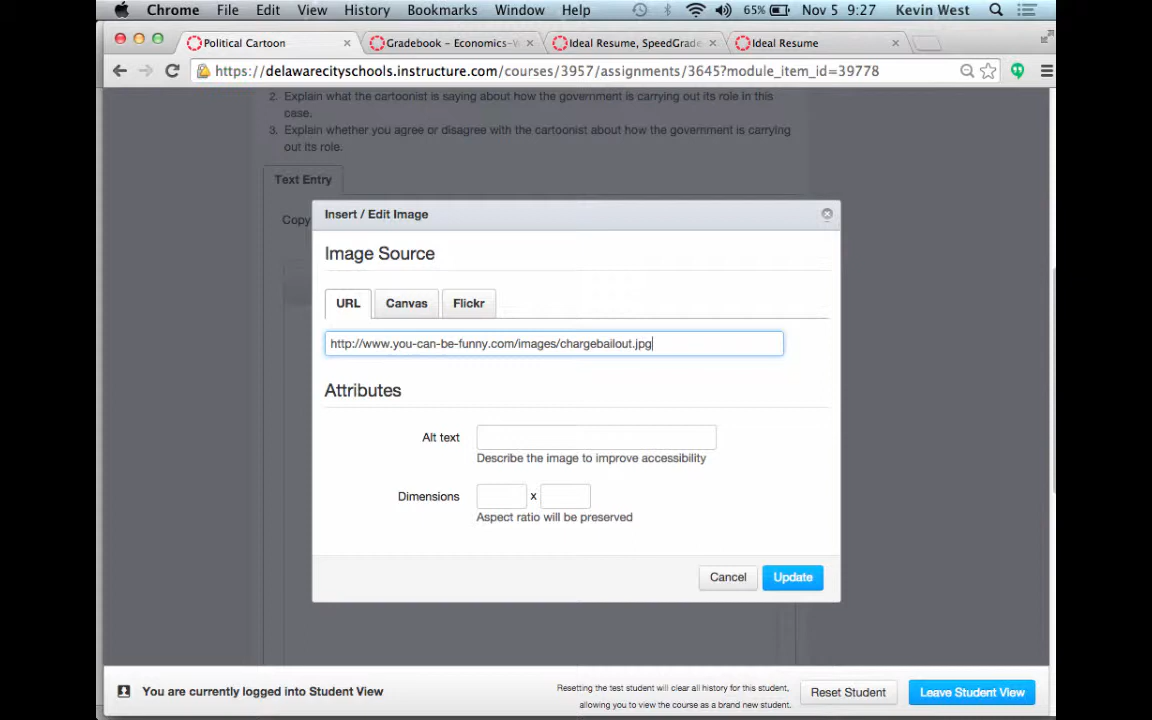 Chrome File Edit View History Bookmarks Window Help 65% Nov 5 9:27 Kevin West
Political Cartoon Gradebook – Economics- Ideal Resume, SpeedGrade Ideal Resume
https://delawarecityschools.instructure.com/courses/3957/assignments/3645?module_item_id=39778
2. Explain what the cartoonist is saying about how the government is carrying out its role in this
case.
3. Explain whether you agree or disagree with the cartoonist about how the government is carrying
out its role.
Text Entry
Copy
Insert / Edit Image
Image Source
URL Canvas Flickr
http://www.you-can-be-funny.com/images/chargebailout.jpg
Attributes
Alt text
Describe the image to improve accessibility
Dimensions x
Aspect ratio will be preserved
Cancel Update
You are currently logged into Student View
Resetting the test student will clear all history for this student,
allowing you to view the course as a brand new student.
Reset Student Leave Student View